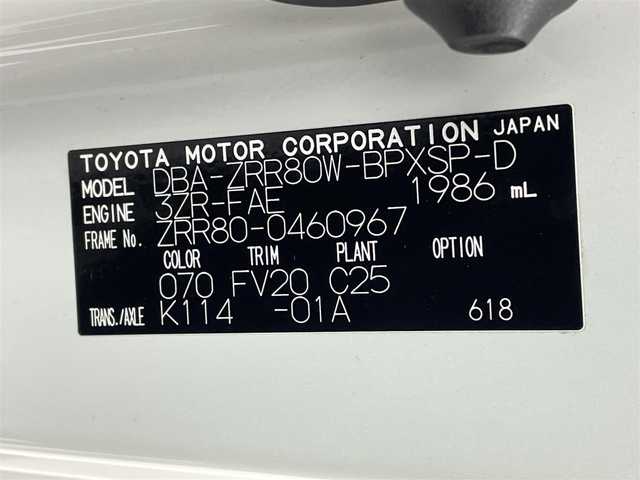 TOYOTA MOTOR CORPORATION JAPAN
MODEL DBA-ZRR80W-BPXSP-D
ENGINE 3ZR-FAE 1986 mL
FRAME No. ZRR80-0460967
COLOR TRIM PLANT OPTION
070 FV20 C25
TRANS./AXLE K114 -01A 618